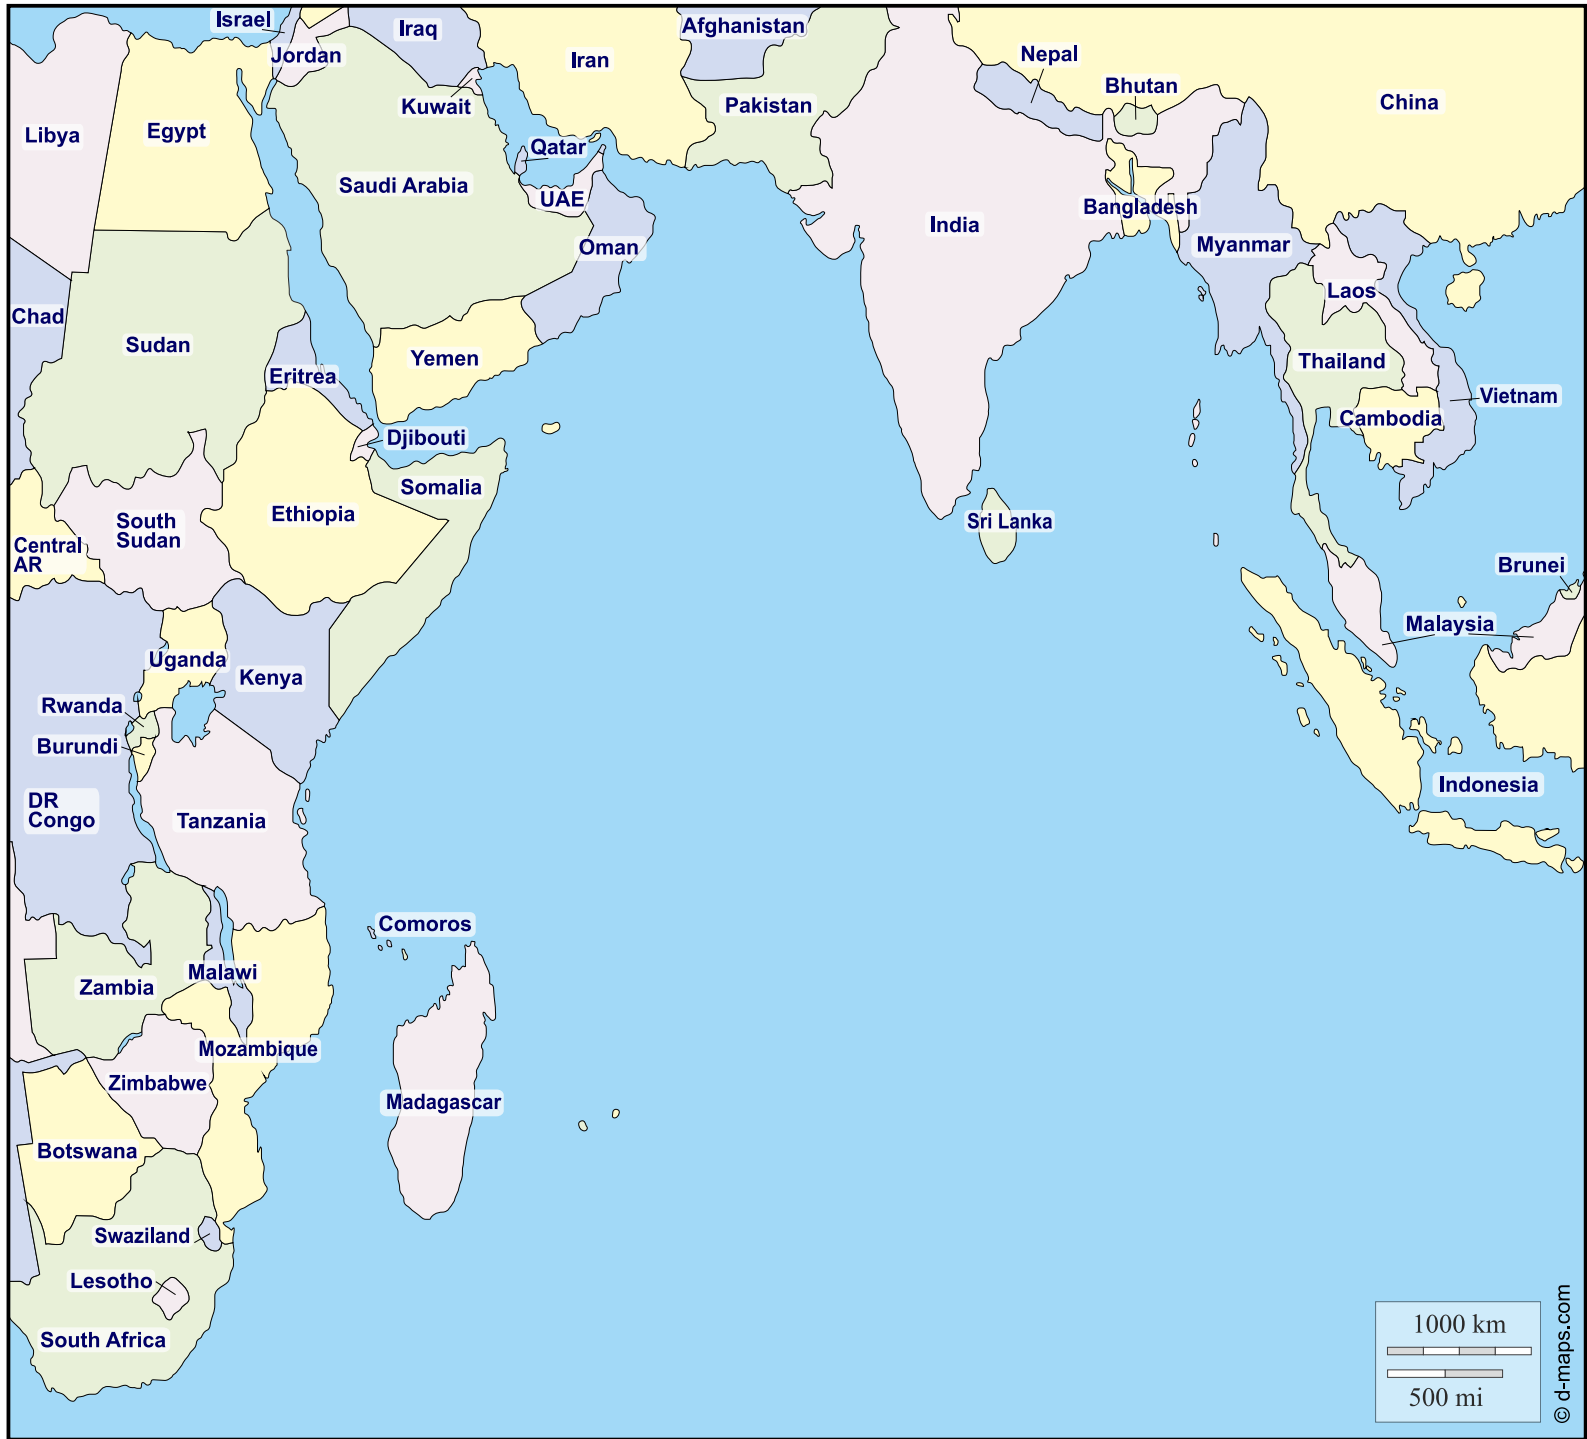 Israel
Iraq
Afghanistan
Jordan
Iran
Nepal
Bhutan
Kuwait
Pakistan
China
Libya
Egypt
Qatar
Saudi Arabia
UAE
Bangladesh
India
Oman
Myanmar
Laos
Chad
Sudan
Yemen
Thailand
Eritrea
Vietnam
Cambodia
Djibouti
Somalia
Ethiopia
South
Sudan
Sri Lanka
Central
AR
Brunei
Malaysia
Uganda
Kenya
Rwanda
Burundi
Indonesia
DR
Congo
Tanzania
Comoros
Malawi
Zambia
Mozambique
Zimbabwe
Madagascar
Botswana
Swaziland
Lesotho
South Africa
1000 km
500 mi
© d-maps.com